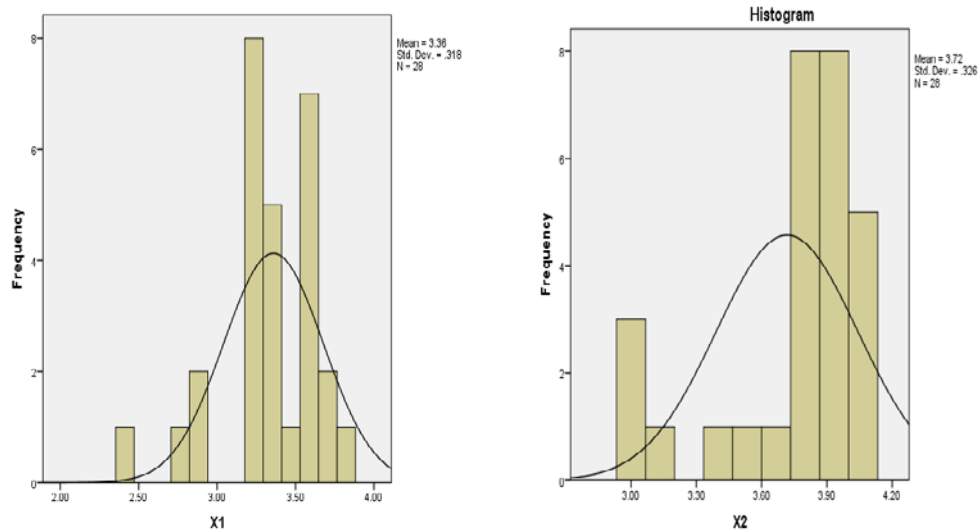 Mean = 3.36
Std. Dev. = .318
N = 28
Frequency
8
6
4
2
0
2.00 2.50 3.00 3.50 4.00
X1
Histogram
Mean = 3.72
Std. Dev. = .326
N = 28
Frequency
8
6
4
2
0
3.00 3.30 3.60 3.90 4.20
X2